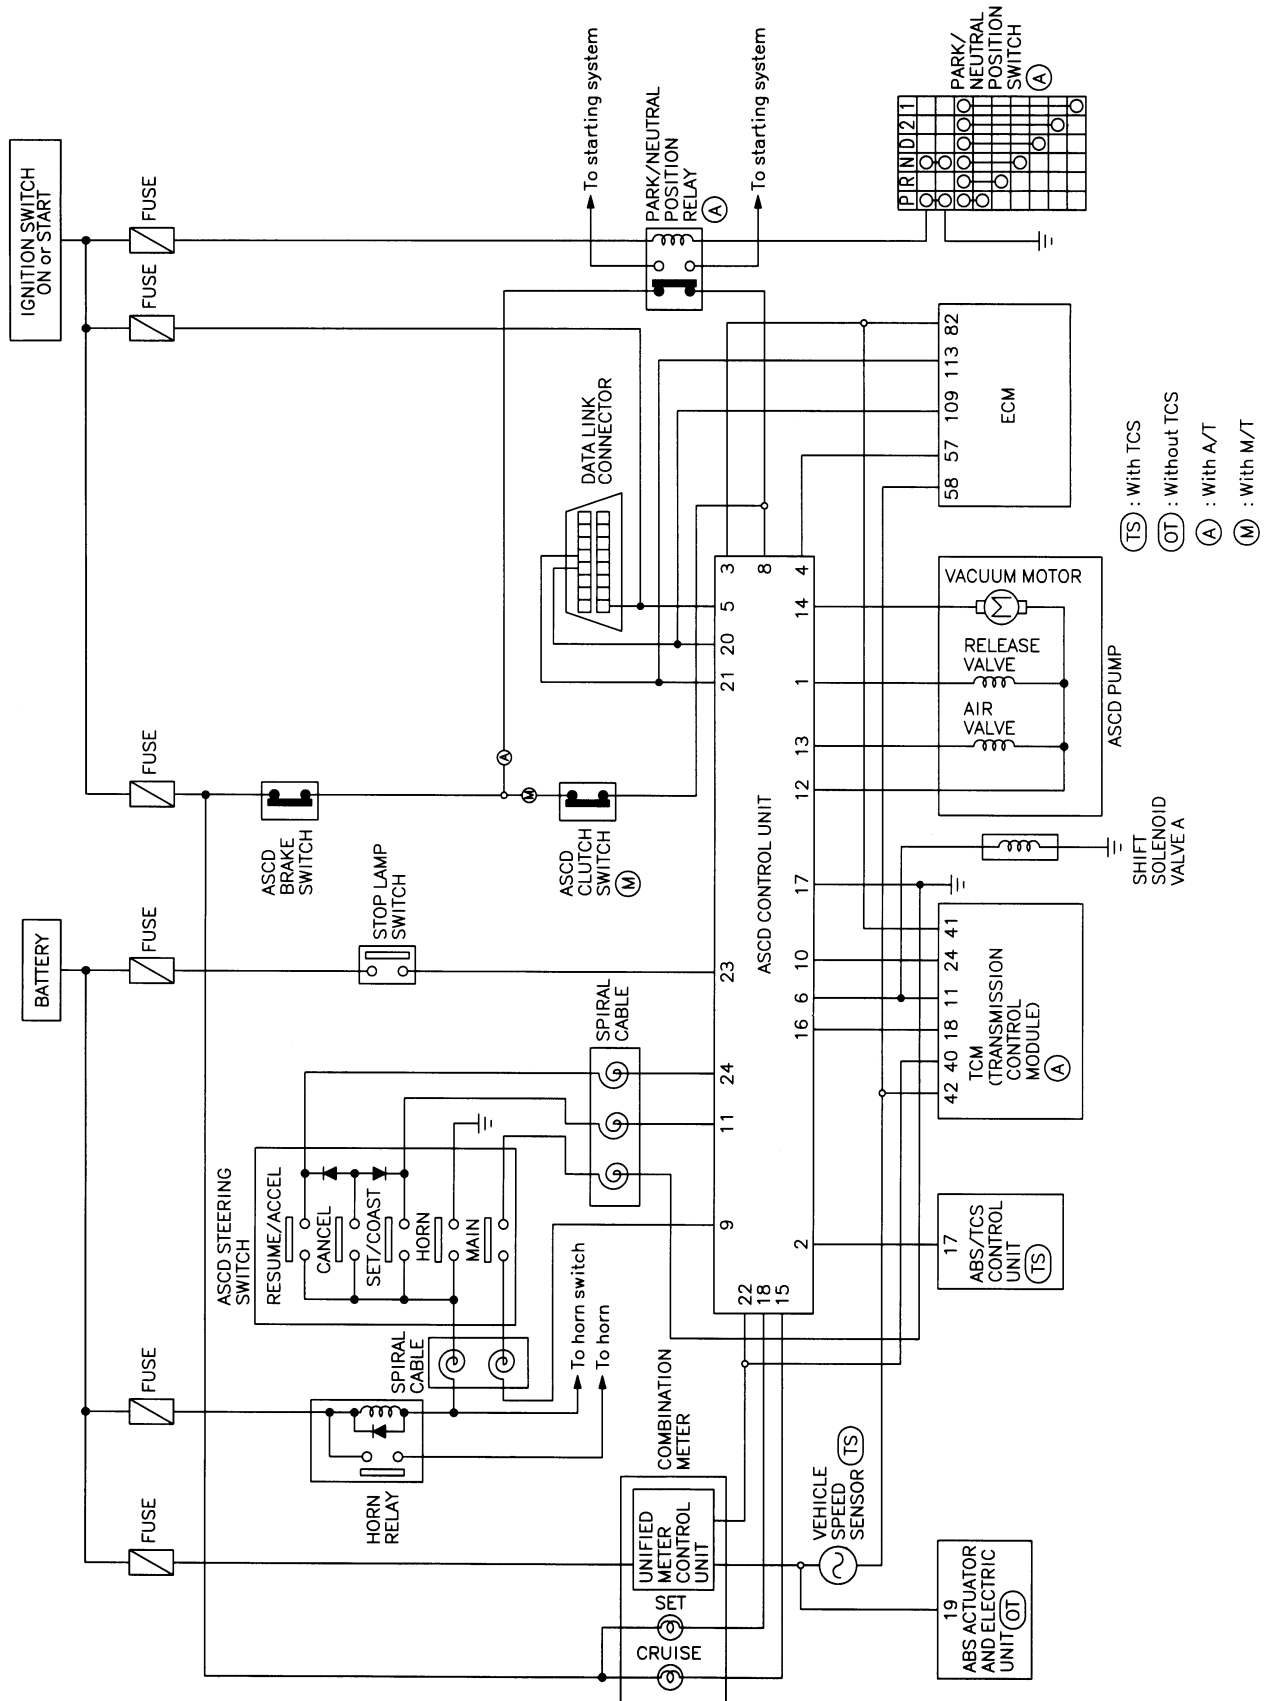 IGNITION SWITCH
ON or START
BATTERY
FUSE
FUSE
FUSE
FUSE
FUSE
FUSE
HORN
RELAY
SPIRAL
CABLE
ASCD STEERING
SWITCH
RESUME/ACCEL
CANCEL
SET/COAST
HORN
MAIN
STOP LAMP
SWITCH
ASCD
BRAKE
SWITCH
M
A
ASCD
CLUTCH
SWITCH
M
SPIRAL
CABLE
DATA LINK
CONNECTOR
To starting system
PARK/NEUTRAL
POSITION
RELAY
A
To starting system
To horn switch
To horn
COMBINATION
METER
UNIFIED
METER
CONTROL
UNIT
SET
CRUISE
9
11
24
23
21
20
5
3
8
4
22
18
15
ASCD CONTROL UNIT
2
16
6
10
17
12
13
1
14
VEHICLE
SPEED
SENSOR TS
19
ABS ACTUATOR
AND ELECTRIC
UNIT OT
17
ABS/TCS
CONTROL
UNIT
TS
42
40
18
11
24
41
TCM
(TRANSMISSION
CONTROL
MODULE)
A
SHIFT
SOLENOID
VALVE A
VACUUM MOTOR
M
RELEASE
VALVE
AIR
VALVE
ASCD PUMP
58
57
109
113
82
ECM
P R N D 2 1
PARK/
NEUTRAL
POSITION
SWITCH
A
TS : With TCS
OT : Without TCS
A : With A/T
M : With M/T